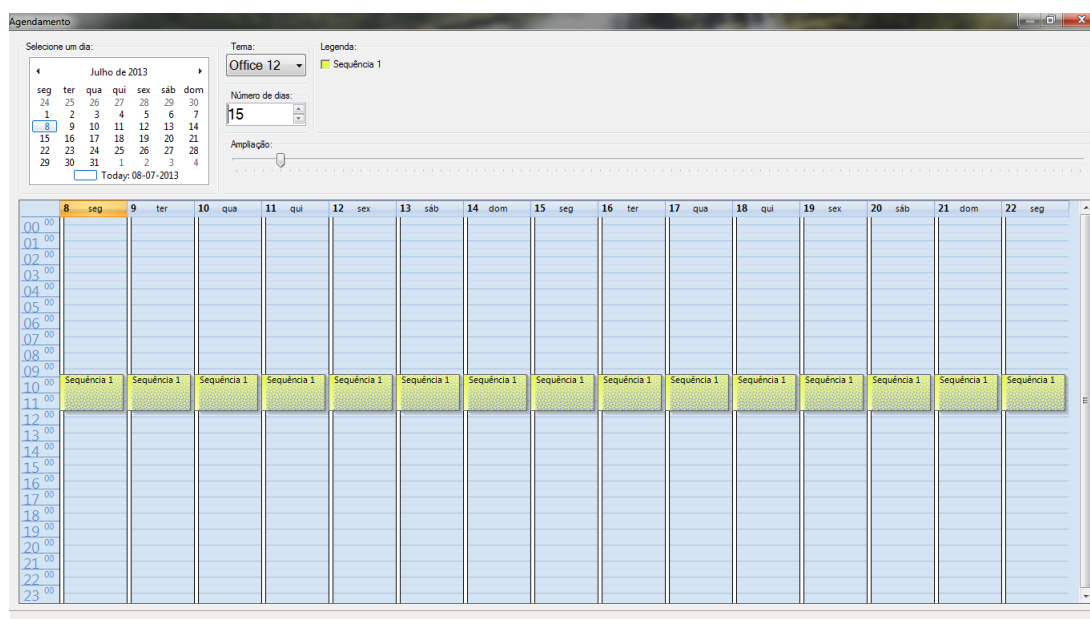 Agendamento
Selecione um dia:
Julho de 2013
seg ter qua qui sex sáb dom
24 25 26 27 28 29 30
1 2 3 4 5 6 7
8 9 10 11 12 13 14
15 16 17 18 19 20 21
22 23 24 25 26 27 28
29 30 31 1 2 3 4
Today: 08-07-2013
Tema:
Office 12
Número de dias:
15
Legenda:
Sequência 1
Ampliação:
8 seg 9 ter 10 qua 11 qui 12 sex 13 sáb 14 dom 15 seg 16 ter 17 qua 18 qui 19 sex 20 sáb 21 dom 22 seg
00 00
01 00
02 00
03 00
04 00
05 00
06 00
07 00
08 00
09 00
10 00 Sequência 1 Sequência 1 Sequência 1 Sequência 1 Sequência 1 Sequência 1 Sequência 1 Sequência 1 Sequência 1 Sequência 1 Sequência 1 Sequência 1 Sequência 1 Sequência 1 Sequência 1
11 00
12 00
13 00
14 00
15 00
16 00
17 00
18 00
19 00
20 00
21 00
22 00
23 00